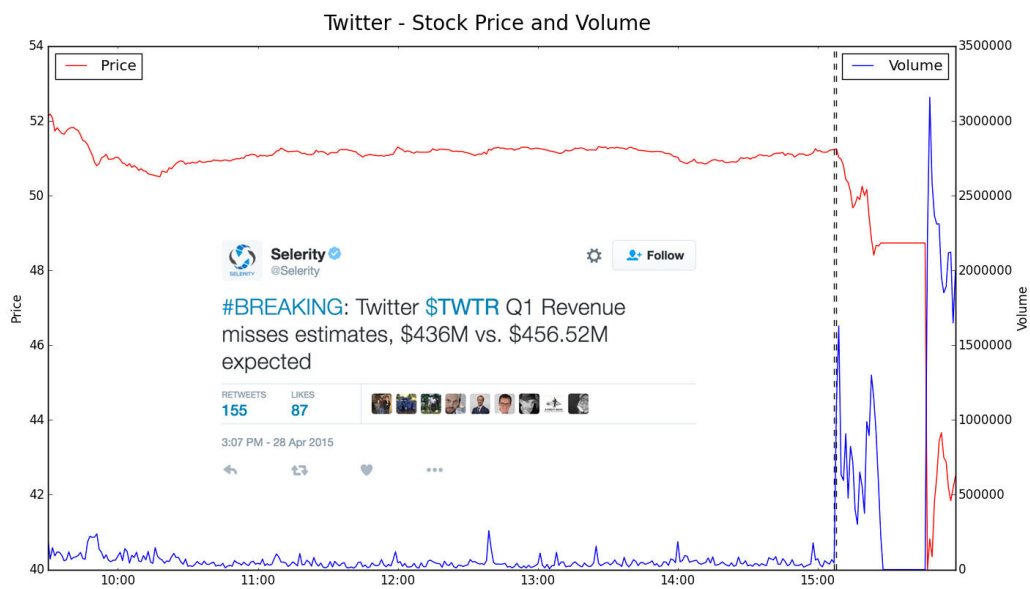 Twitter - Stock Price and Volume
54
52
50
48
46
44
42
40
Price
Price
Volume
3500000
3000000
2500000
2000000
1500000
1000000
500000
0
Volume
SELERITY
Selerity
@Selerity
Follow
#BREAKING: Twitter $TWTR Q1 Revenue
misses estimates, $436M vs. $456.52M
expected
RETWEETS LIKES
155 87
3:07 PM - 28 Apr 2015
10:00 11:00 12:00 13:00 14:00 15:00